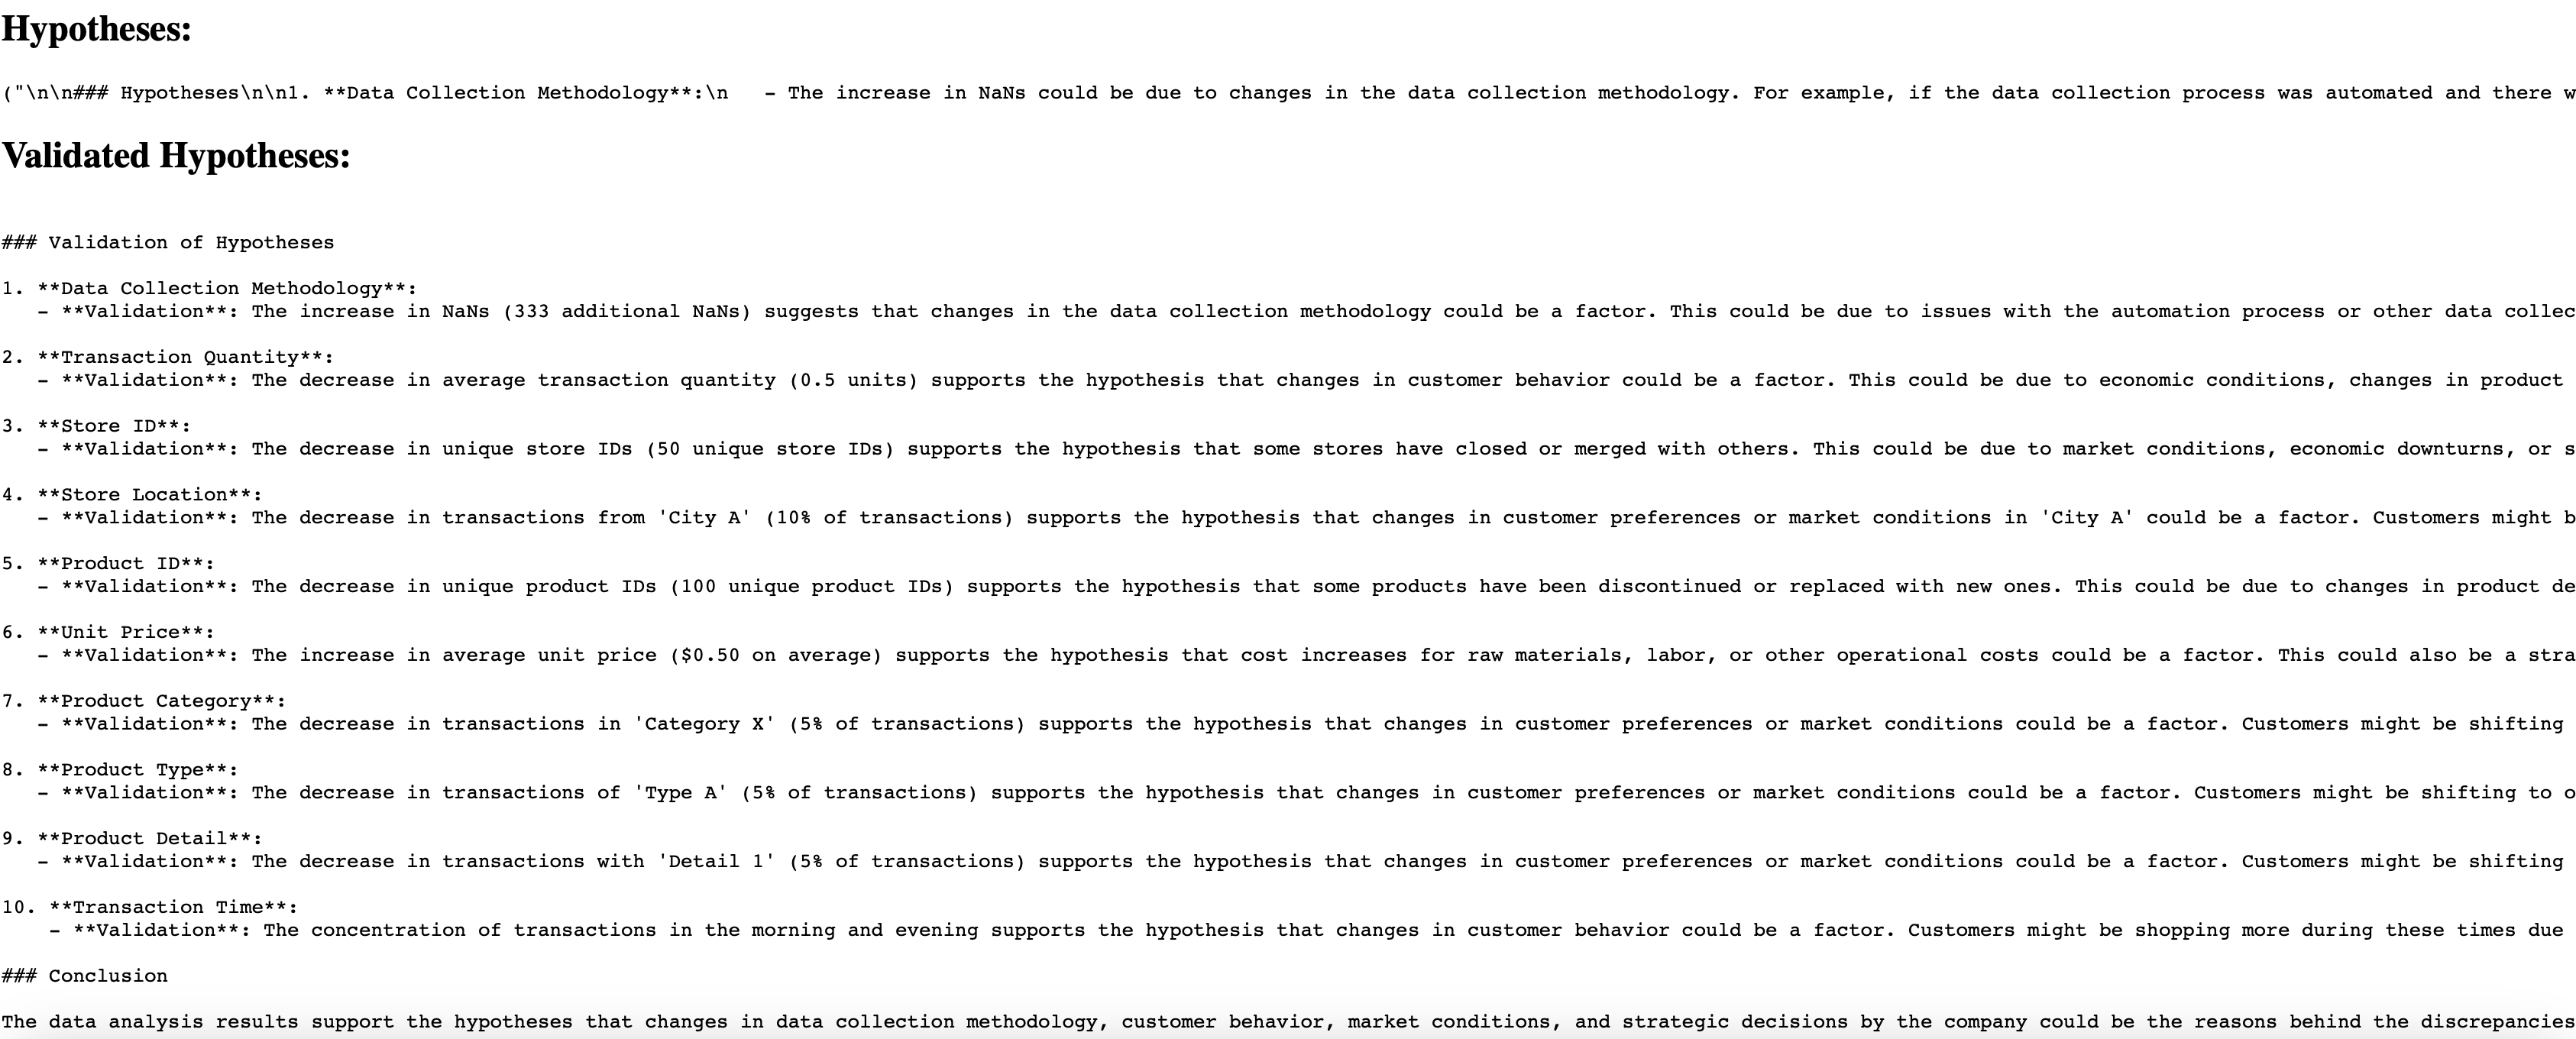 Hypotheses:
("\n\n### Hypotheses\n\n1. **Data Collection Methodology**:\n   - The increase in NaNs could be due to changes in the data collection methodology. For example, if the data collection process was automated and there w
Validated Hypotheses:
### Validation of Hypotheses
1. **Data Collection Methodology**:
   - **Validation**: The increase in NaNs (333 additional NaNs) suggests that changes in the data collection methodology could be a factor. This could be due to issues with the automation process or other data collec
2. **Transaction Quantity**:
   - **Validation**: The decrease in average transaction quantity (0.5 units) supports the hypothesis that changes in customer behavior could be a factor. This could be due to economic conditions, changes in product
3. **Store ID**:
   - **Validation**: The decrease in unique store IDs (50 unique store IDs) supports the hypothesis that some stores have closed or merged with others. This could be due to market conditions, economic downturns, or s
4. **Store Location**:
   - **Validation**: The decrease in transactions from 'City A' (10% of transactions) supports the hypothesis that changes in customer preferences or market conditions in 'City A' could be a factor. Customers might b
5. **Product ID**:
   - **Validation**: The decrease in unique product IDs (100 unique product IDs) supports the hypothesis that some products have been discontinued or replaced with new ones. This could be due to changes in product de
6. **Unit Price**:
   - **Validation**: The increase in average unit price ($0.50 on average) supports the hypothesis that cost increases for raw materials, labor, or other operational costs could be a factor. This could also be a stra
7. **Product Category**:
   - **Validation**: The decrease in transactions in 'Category X' (5% of transactions) supports the hypothesis that changes in customer preferences or market conditions could be a factor. Customers might be shifting
8. **Product Type**:
   - **Validation**: The decrease in transactions of 'Type A' (5% of transactions) supports the hypothesis that changes in customer preferences or market conditions could be a factor. Customers might be shifting to o
9. **Product Detail**:
   - **Validation**: The decrease in transactions with 'Detail 1' (5% of transactions) supports the hypothesis that changes in customer preferences or market conditions could be a factor. Customers might be shifting
10. **Transaction Time**:
    - **Validation**: The concentration of transactions in the morning and evening supports the hypothesis that changes in customer behavior could be a factor. Customers might be shopping more during these times due
### Conclusion
The data analysis results support the hypotheses that changes in data collection methodology, customer behavior, market conditions, and strategic decisions by the company could be the reasons behind the discrepancies